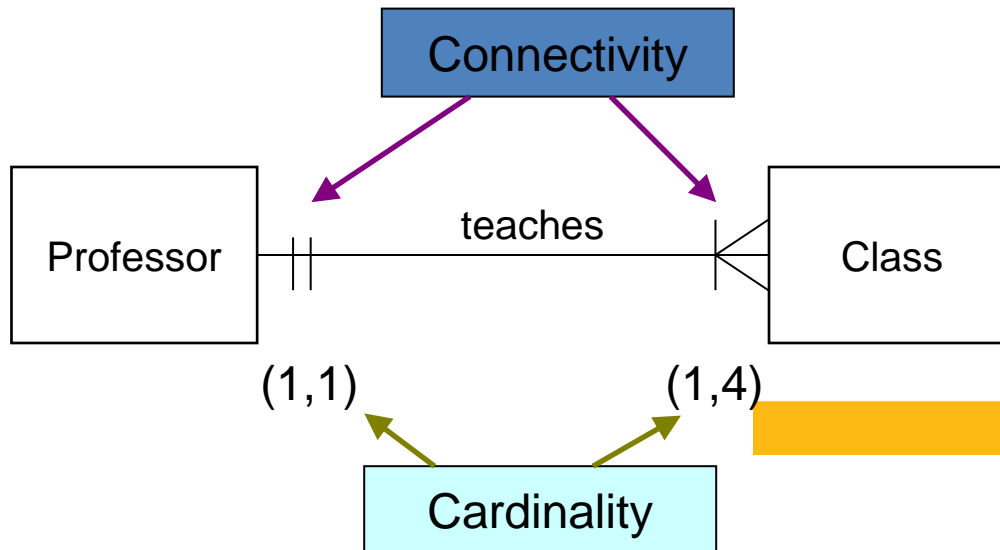 Connectivity
teaches
Professor
Class
(1,1)
(1,4)
Cardinality